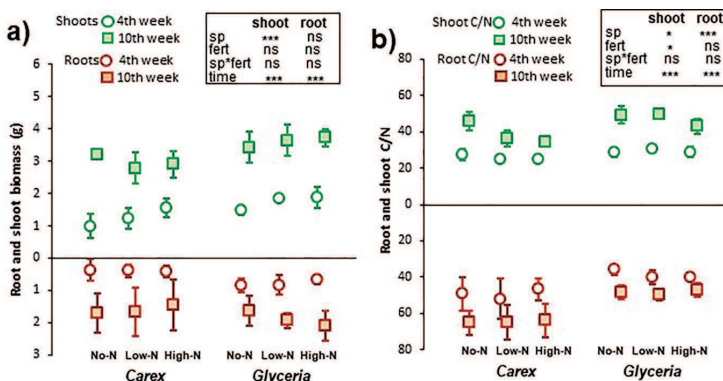 a)
Shoots 4th week
10th week
Roots 4th week
10th week
shoot root
sp *** ns
fert ns ns
sp*fert ns ns
time *** ***
Root and shoot biomass (g)
6
5
4
3
2
1
0
1
2
3
No-N Low-N High-N No-N Low-N High-N
Carex Glyceria
b)
Shoot C/N 4th week
10th week
Root C/N 4th week
10th week
shoot root
sp * ***
fert * ns
sp*fert ns ns
time *** ***
Root and shoot C/N
80
60
40
20
0
20
40
60
80
No-N Low-N High-N No-N Low-N High-N
Carex Glyceria